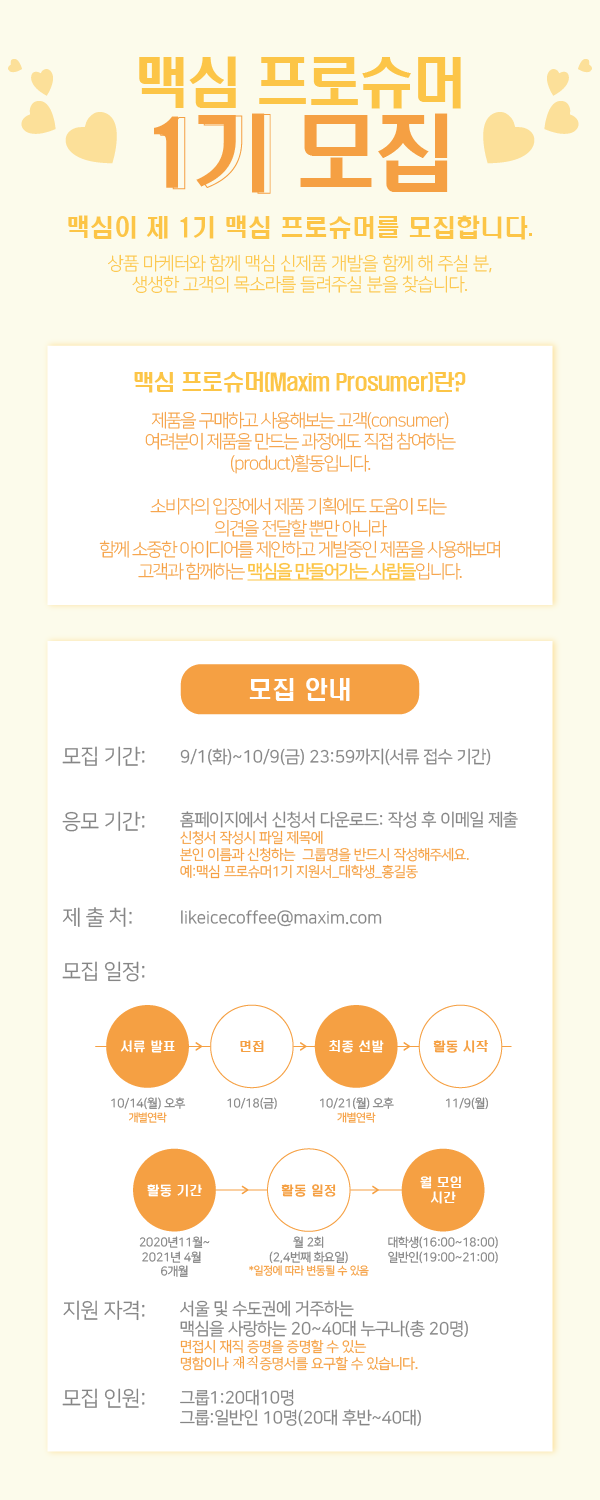 맥심 프로슈머
1기 모집
맥심이 제 1기 맥심 프로슈머를 모집합니다.
상품 마케터와 함께 맥심 신제품 개발을 함께 해 주실 분,
생생한 고객의 목소라를 들려주실 분을 찾습니다.
맥심 프로슈머(Maxim Prosumer)란?
제품을 구매하고 사용해보는 고객(consumer)
여려분이 제품을 만드는 과정에도 직접 참여하는
(product)활동입니다.
소비자의 입장에서 제품 기획에도 도움이 되는
의견을 전달할 뿐만 아니라
함께 소중한 아이디어를 제안하고 게발중인 제품을 사용해보며
고객과 함께하는 맥심을 만들어가는 사람들입니다.
모집 안내
모집 기간: 9/1(화)~10/9(금) 23:59까지(서류 접수 기간)
응모 기간: 홈페이지에서 신청서 다운로드: 작성 후 이메일 제출
신청서 작성시 파일 제목에
본인 이름과 신청하는 그룹명을 반드시 작성해주세요.
예:맥심 프로슈머1기 지원서_대학생_홍길동
제 출 처: likeicecoffee@maxim.com
모집 일정:
서류 발표 면접 최종 선발 활동 시작
10/14(월) 오후 10/18(금) 10/21(월) 오후 11/9(월)
개별연락 개별연락
활동 기간 활동 일정 월 모임
시간
2020년11월~ 월 2회 대학생(16:00~18:00)
2021년 4월 (2,4번째 화요일) 일반인(19:00~21:00)
6개월 *일정에 따라 변동될 수 있음
지원 자격: 서울 및 수도권에 거주하는
맥심을 사랑하는 20~40대 누구나(총 20명)
면접시 재직 증명을 증명할 수 있는
명함이나 재직증명서를 요구할 수 있습니다.
모집 인원: 그룹1:20대10명
그룹:일반인 10명(20대 후반~40대)